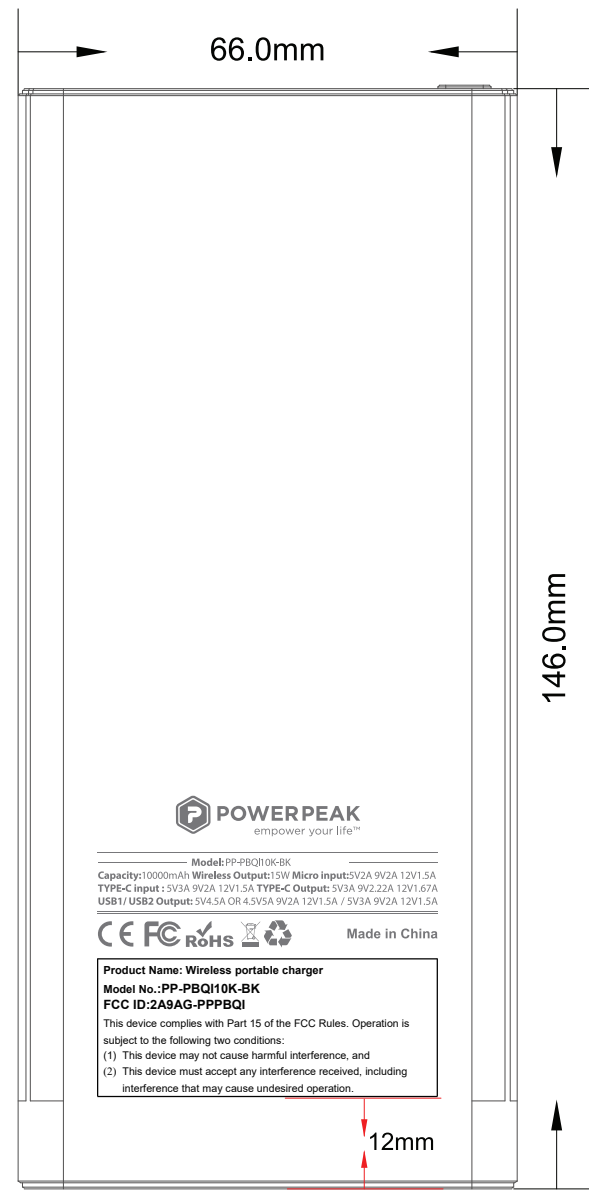 66.0mm
146.0mm
P POWERPEAK
empower your life™
Model:PP-PBQI10K-BK
Capacity:10000mAh Wireless Output:15W Micro input:5V2A 9V2A 12V1.5A
TYPE-C input : 5V3A 9V2A 12V1.5A TYPE-C Output: 5V3A 9V2.22A 12V1.67A
USB1/ USB2 Output: 5V4.5A OR 4.5V5A 9V2A 12V1.5A / 5V3A 9V2A 12V1.5A
CE FC RoHS Made in China
Product Name: Wireless portable charger
Model No.:PP-PBQI10K-BK
FCC ID:2A9AG-PPPBQI
This device complies with Part 15 of the FCC Rules. Operation is
subject to the following two conditions:
(1) This device may not cause harmful interference, and
(2) This device must accept any interference received, including
interference that may cause undesired operation.
12mm